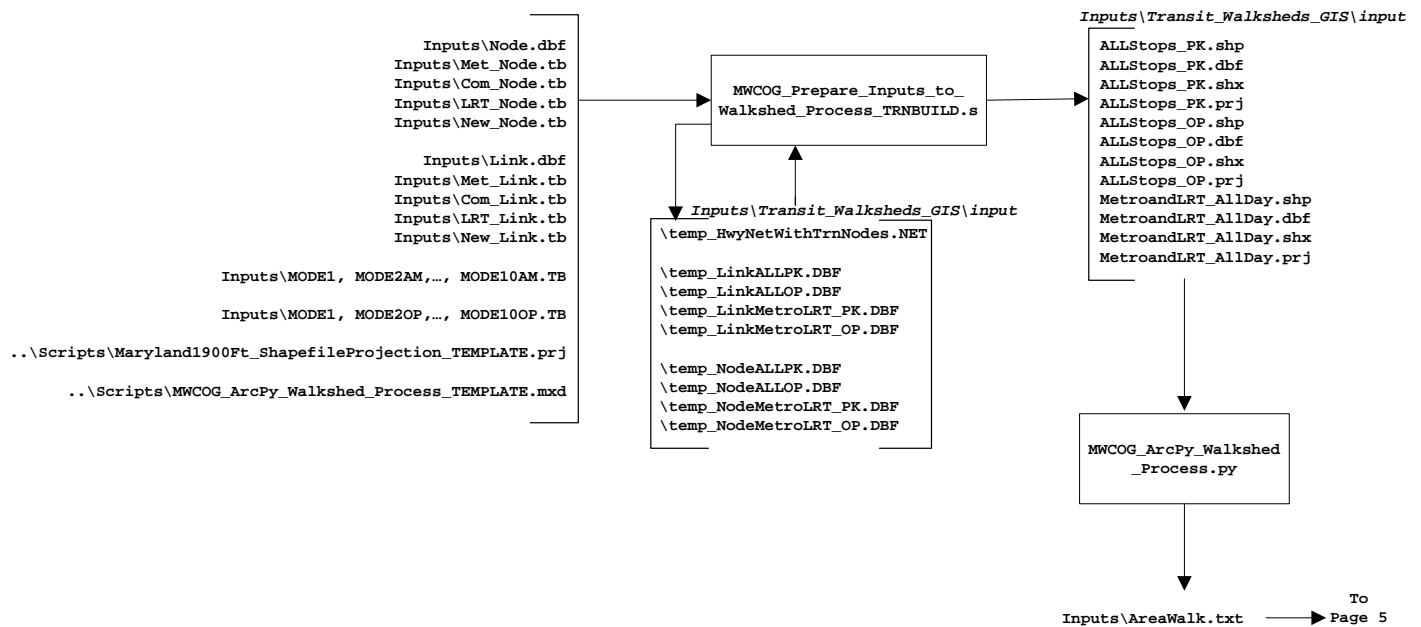 Inputs\Node.dbf
Inputs\Met_Node.tb
Inputs\Com_Node.tb
Inputs\LRT_Node.tb
Inputs\New_Node.tb
Inputs\Link.dbf
Inputs\Met_Link.tb
Inputs\Com_Link.tb
Inputs\LRT_Link.tb
Inputs\New_Link.tb
Inputs\MODE1, MODE2AM,…, MODE10AM.TB
Inputs\MODE1, MODE2OP,…, MODE10OP.TB
..\Scripts\Maryland1900Ft_ShapefileProjection_TEMPLATE.prj
..\Scripts\MWCOG_ArcPy_Walkshed_Process_TEMPLATE.mxd
MWCOG_Prepare_Inputs_to_
Walkshed_Process_TRNBUILD.s
Inputs\Transit_Walksheds_GIS\input
\temp_HwyNetWithTrnNodes.NET
\temp_LinkALLPK.DBF
\temp_LinkALLOP.DBF
\temp_LinkMetroLRT_PK.DBF
\temp_LinkMetroLRT_OP.DBF
\temp_NodeALLPK.DBF
\temp_NodeALLOP.DBF
\temp_NodeMetroLRT_PK.DBF
\temp_NodeMetroLRT_OP.DBF
Inputs\Transit_Walksheds_GIS\input
ALLStops_PK.shp
ALLStops_PK.dbf
ALLStops_PK.shx
ALLStops_PK.prj
ALLStops_OP.shp
ALLStops_OP.dbf
ALLStops_OP.shx
ALLStops_OP.prj
MetroandLRT_AllDay.shp
MetroandLRT_AllDay.dbf
MetroandLRT_AllDay.shx
MetroandLRT_AllDay.prj
MWCOG_ArcPy_Walkshed
_Process.py
Inputs\AreaWalk.txt
To
Page 5